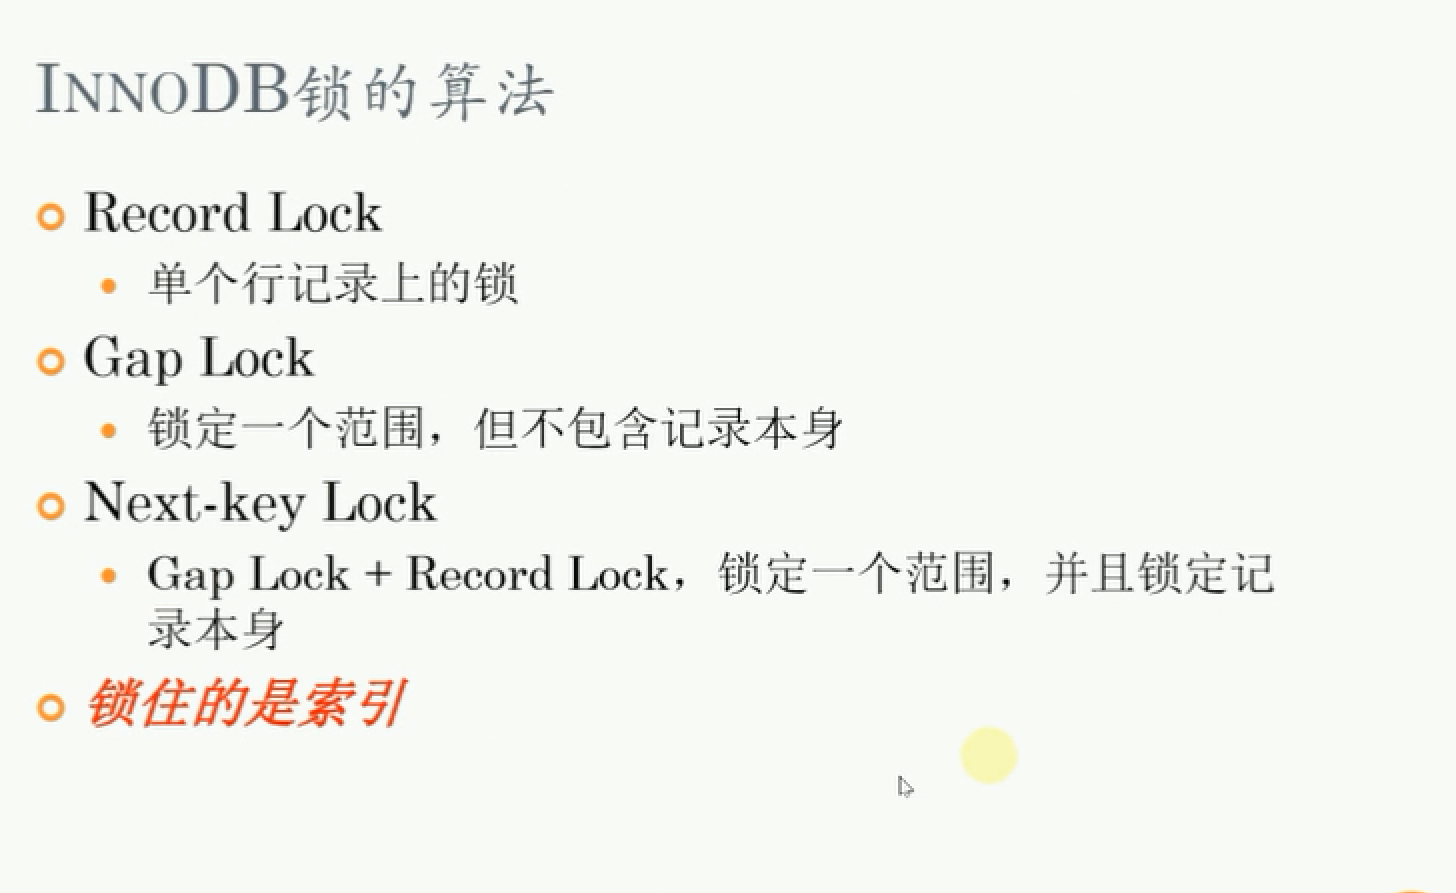 INNODB锁的算法
Record Lock
单个行记录上的锁
Gap Lock
锁定一个范围，但不包含记录本身
Next-key Lock
Gap Lock + Record Lock，锁定一个范围，并且锁定记
录本身
锁住的是索引